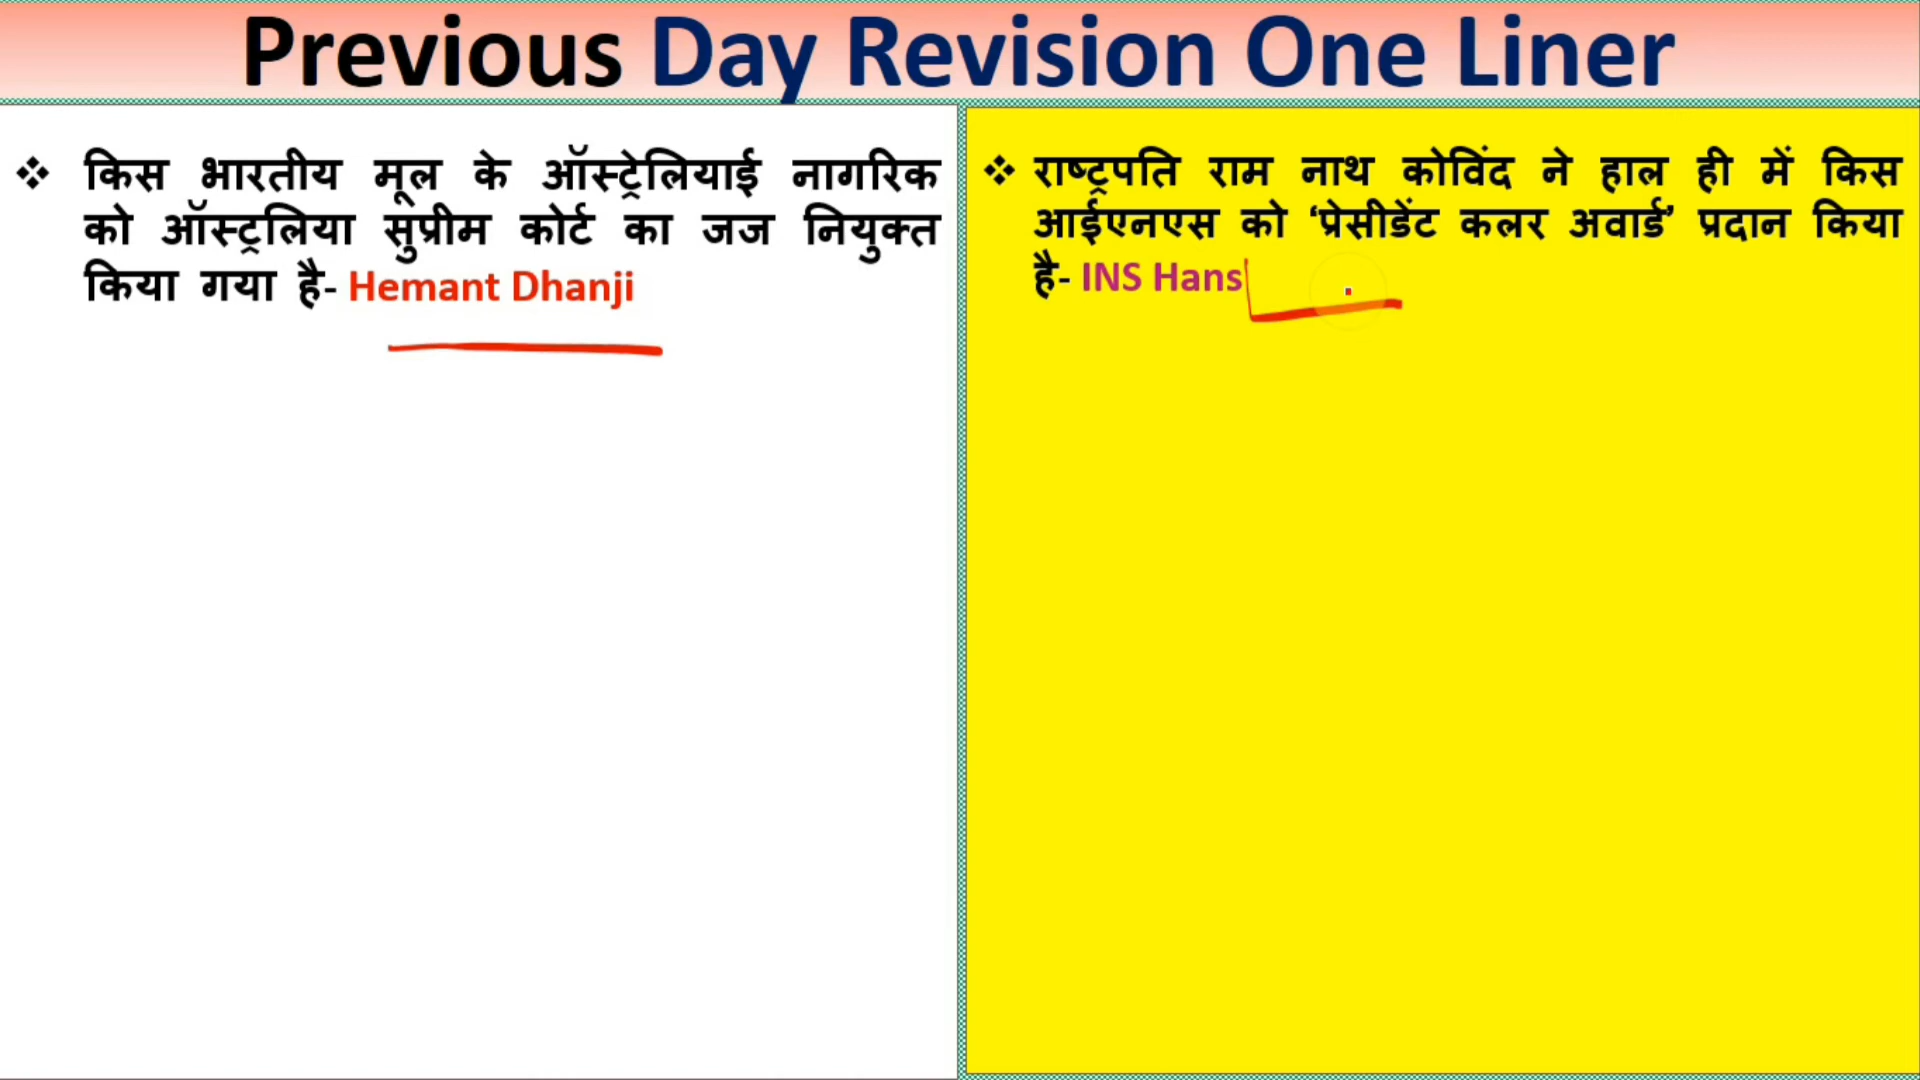 Previous Day Revision One Liner
❖ किस भारतीय मूल के ऑस्ट्रेलियाई नागरिक
को ऑस्ट्रलिया सुप्रीम कोर्ट का जज नियुक्त
किया गया है- Hemant Dhanji
❖ राष्ट्रपति राम नाथ कोविंद ने हाल ही में किस
आईएनएस को ‘प्रेसीडेंट कलर अवार्ड’ प्रदान किया
है- INS Hans